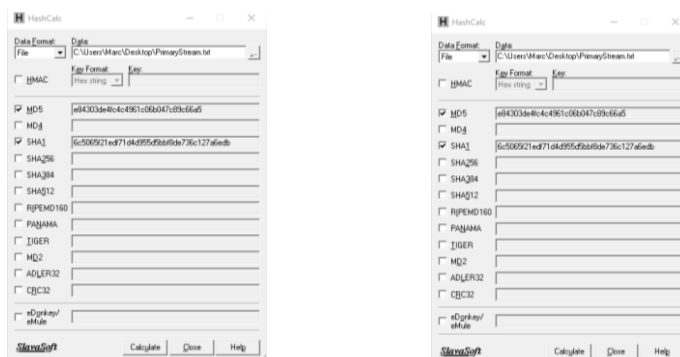 HashCalc
Data Format:
Data:
File
C:\Users\Marc\Desktop\PrimaryStream.txt
Key Format:
Key:
HMAC
Hex string
MD5
e84303de4fc4c4961c06b047c89c66a5
MD4
SHA1
6c5065f21edf71d4d955d5bbf8de736c127a6edb
SHA256
SHA384
SHA512
RIPEMD160
PANAMA
TIGER
MD2
ADLER32
CRC32
eDonkey/
eMule
SlavaSoft
Calculate
Close
Help
HashCalc
Data Format:
Data:
File
C:\Users\Marc\Desktop\PrimaryStream.txt
Key Format:
Key:
HMAC
Hex string
MD5
e84303de4fc4c4961c06b047c89c66a5
MD4
SHA1
6c5065f21edf71d4d955d5bbf8de736c127a6edb
SHA256
SHA384
SHA512
RIPEMD160
PANAMA
TIGER
MD2
ADLER32
CRC32
eDonkey/
eMule
SlavaSoft
Calculate
Close
Help